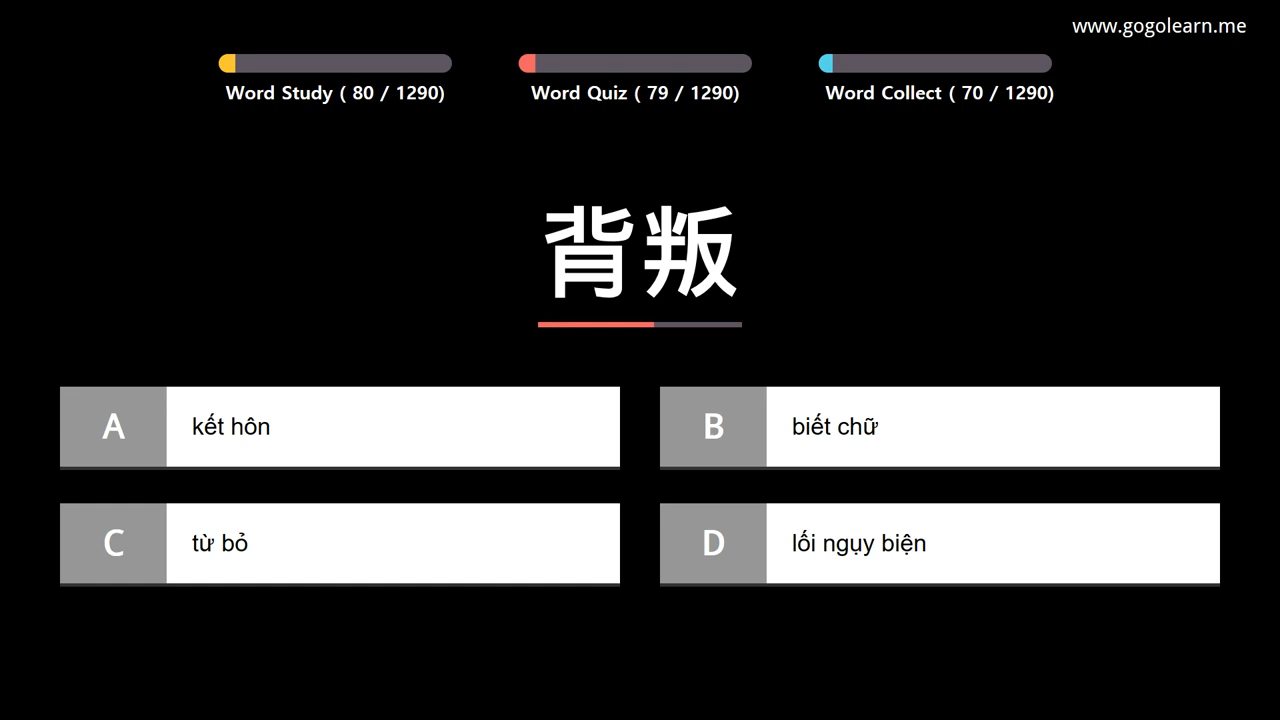 www.gogolearn.me
Word Study ( 80 / 1290)
Word Quiz ( 79 / 1290)
Word Collect ( 70 / 1290)
背叛
A kết hôn
B biết chữ
C từ bỏ
D lối ngụy biện